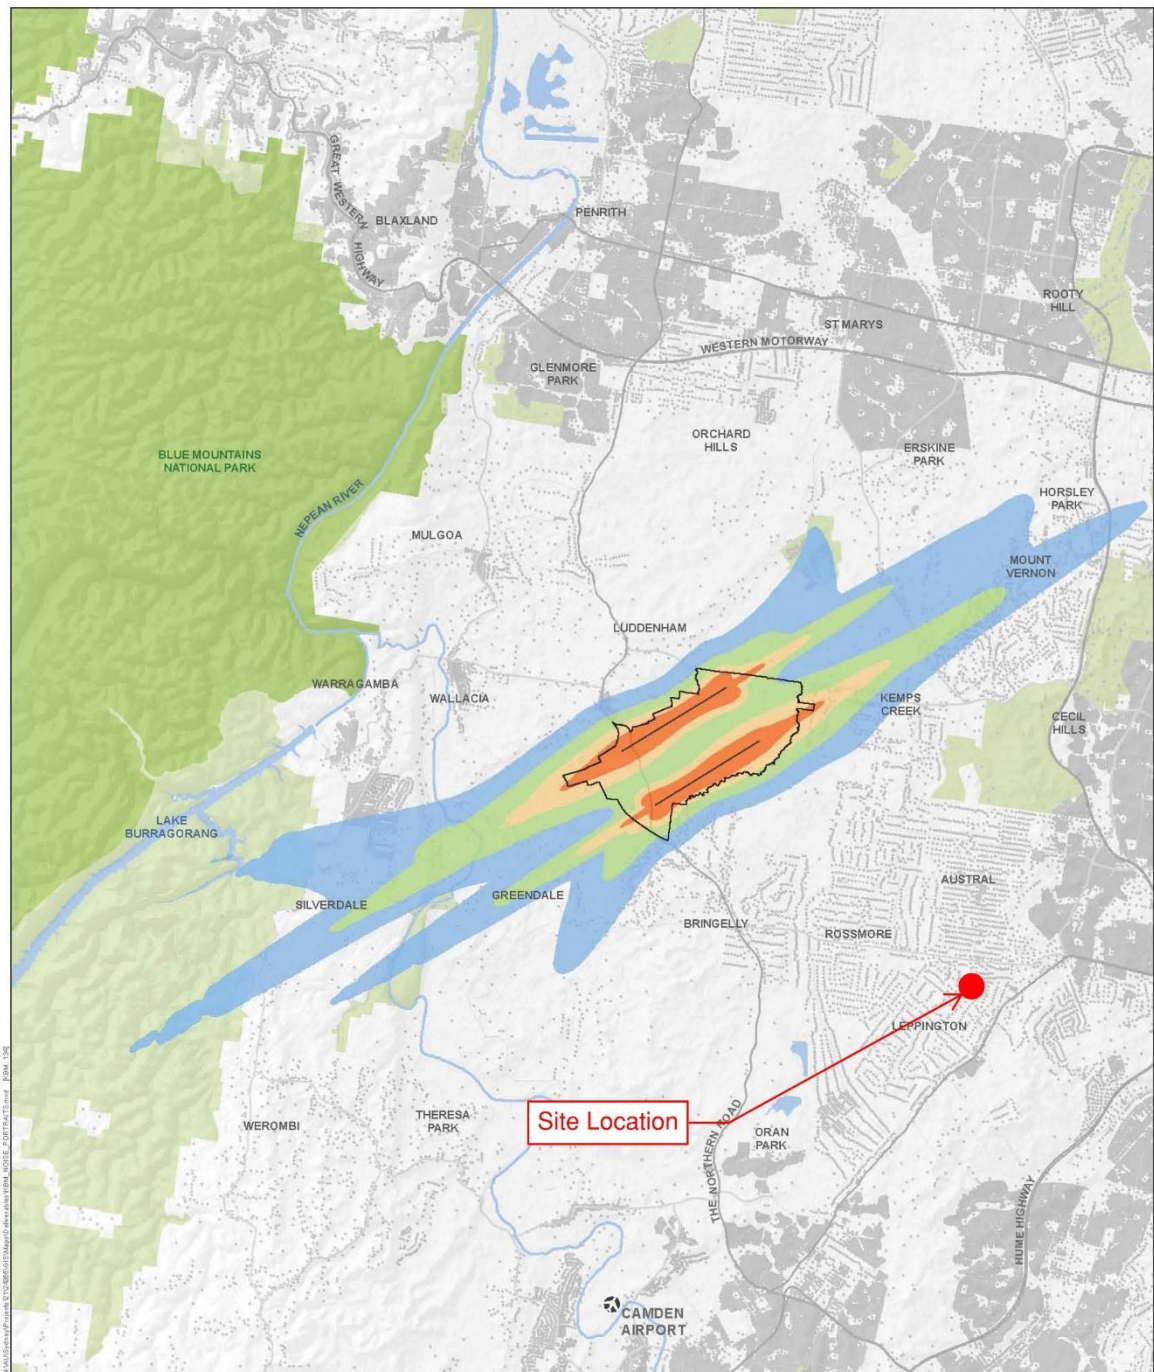 GREAT WESTERN
HIGHWAY
BLAXLAND
PENRITH
ROOTY
HILL
ST MARYS
WESTERN MOTORWAY
GLENMORE
PARK
ORCHARD
HILLS
ERSKINE
PARK
BLUE MOUNTAINS
NATIONAL PARK
NEPEAN RIVER
HORSLEY
PARK
MULGOA
MOUNT
VERNON
LUDDENHAM
WARRAGAMBA
WALLACIA
KEMPS
CREEK
CECIL
HILLS
LAKE
BURRAGORANG
AUSTRAL
SILVERDALE
GREENDALE
BRINGELLY
ROSSMORE
LEPPINGTON
THERESA
PARK
WEROMBI
Site Location
THE NORTHERN ROAD
ORAN
PARK
HUME HIGHWAY
CAMDEN
AIRPORT